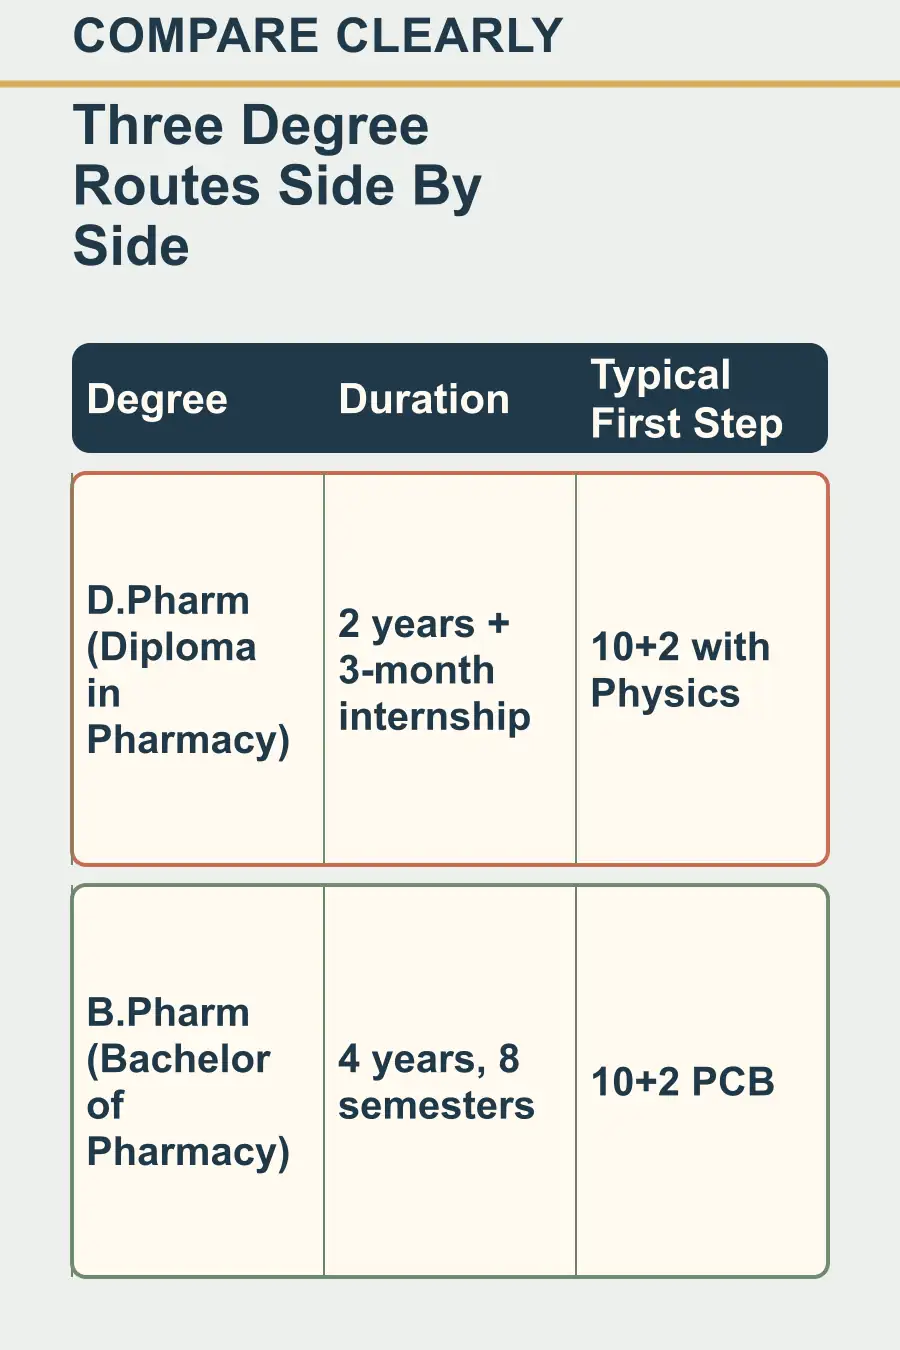 COMPARE CLEARLY
Three Degree
Routes Side By
Side
Degree
Duration
Typical
First Step
D.Pharm
(Diploma
in
Pharmacy)
2 years +
3-month
internship
10+2 with
Physics
B.Pharm
(Bachelor
of
Pharmacy)
4 years, 8
semesters
10+2 PCB